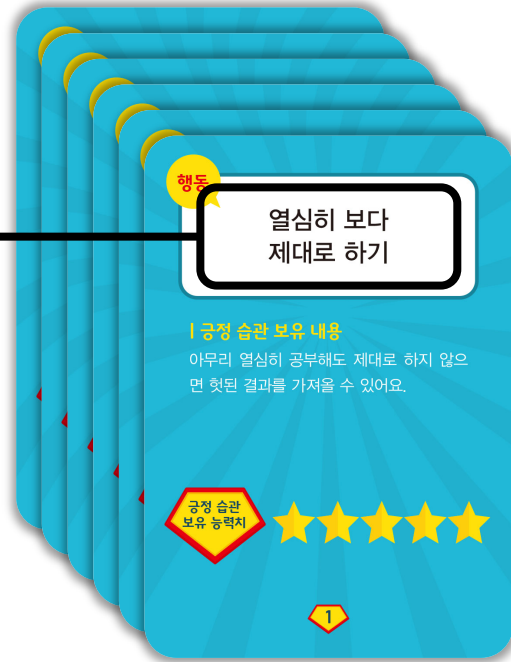 행동
열심히 보다
제대로 하기
| 긍정 습관 보유 내용
아무리 열심히 공부해도 제대로 하지 않으
면 헛된 결과를 가져올 수 있어요.
긍정 습관
보유 능력치
1